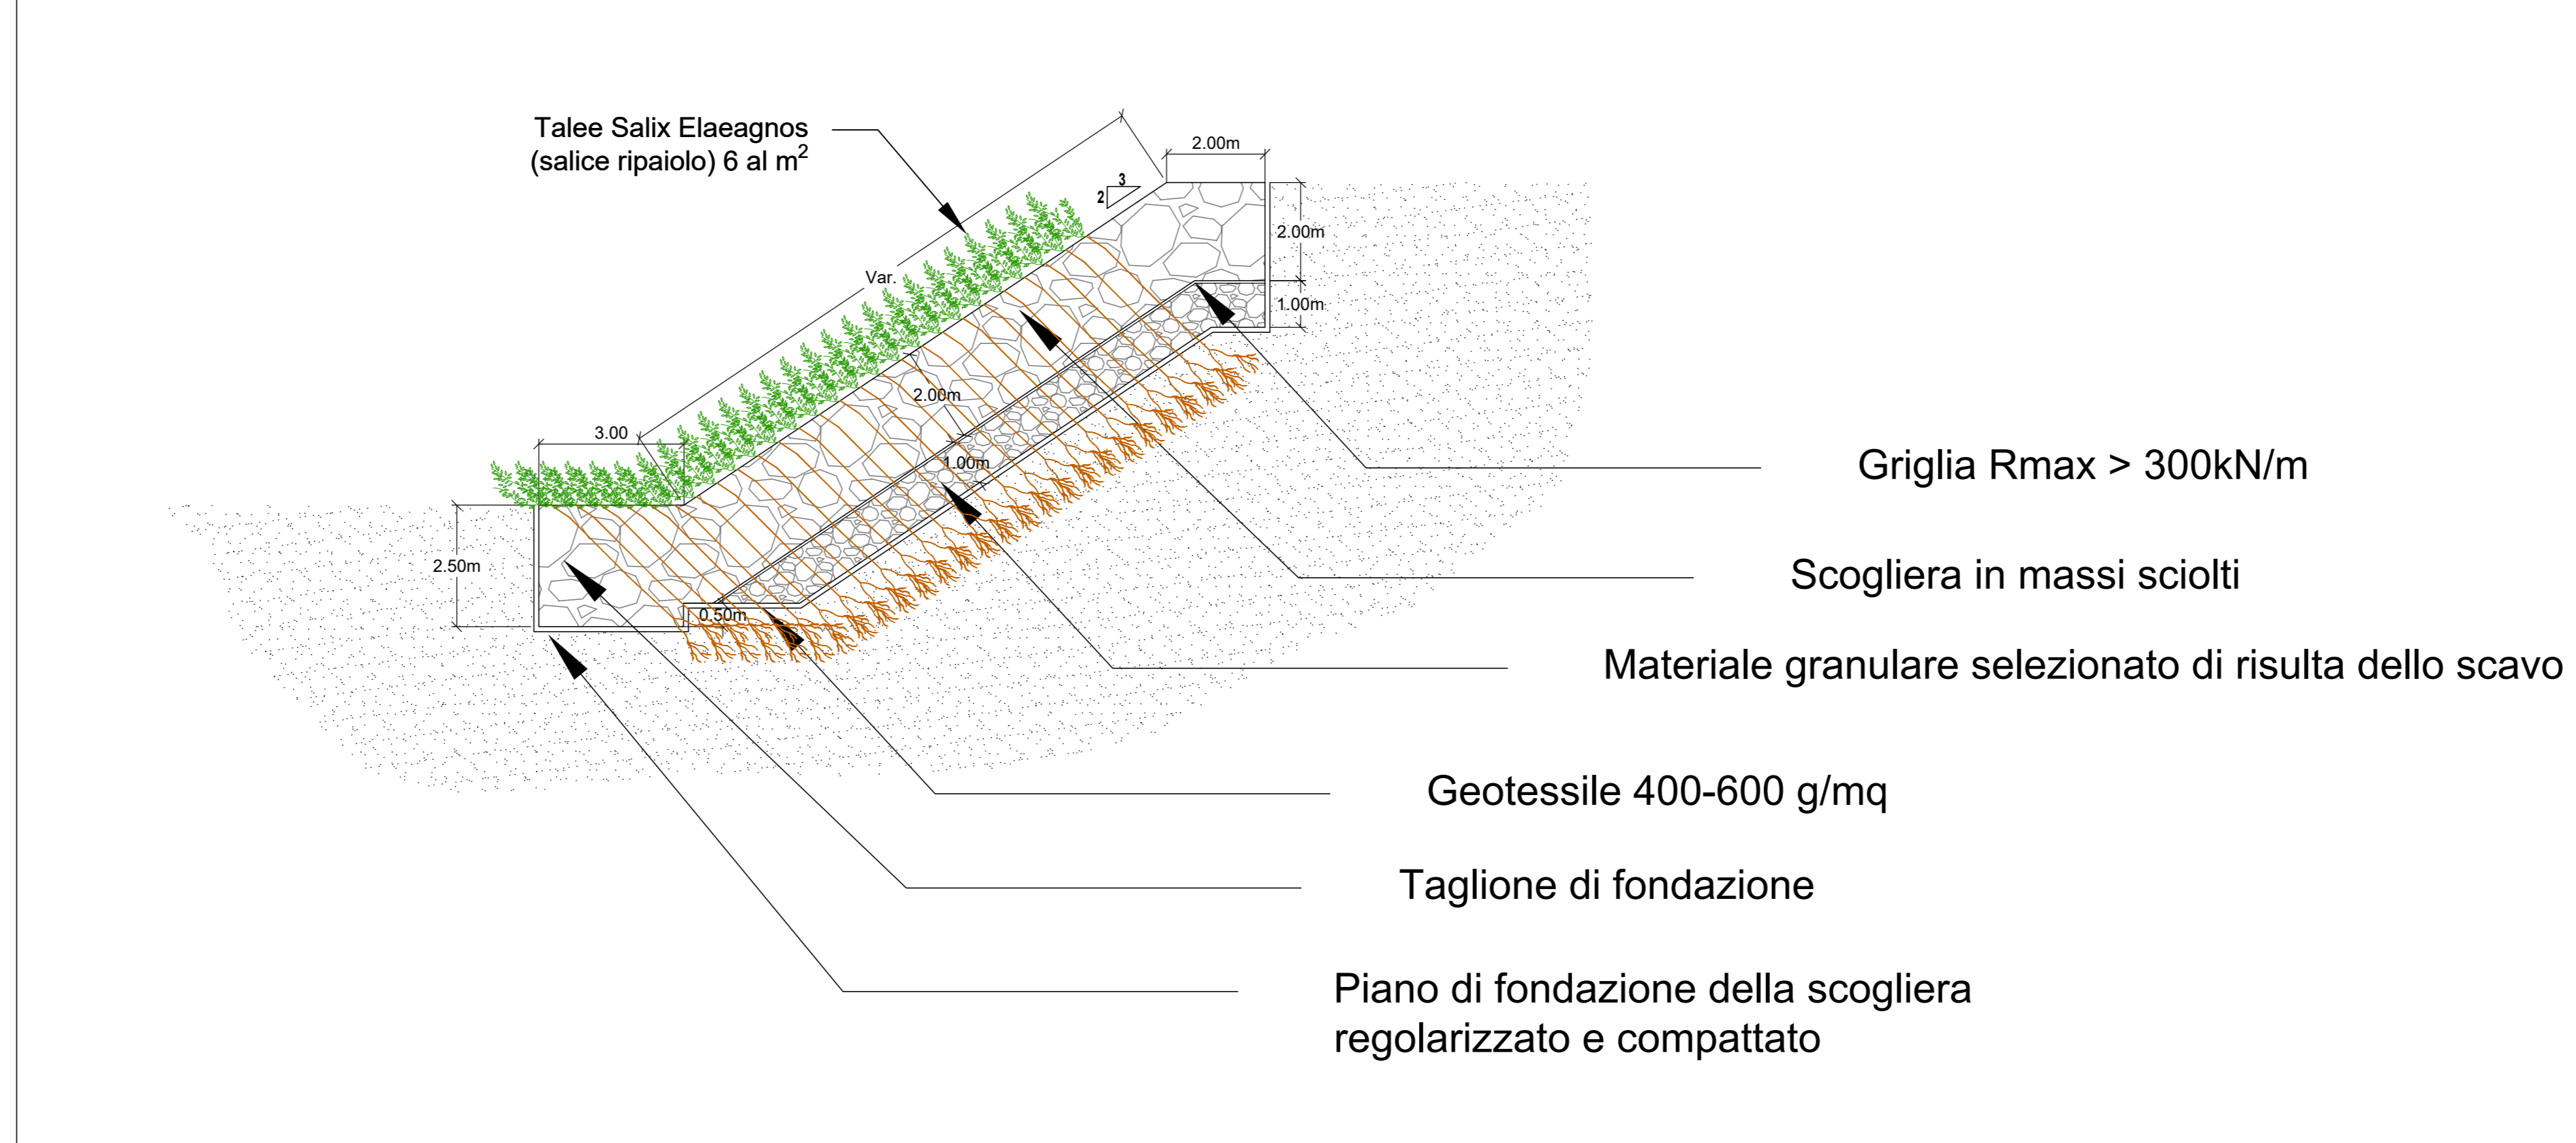 Talee Salix Elaeagnos
(salice ripaiolo) 6 al m²
2.00m
3
2
2.00m
Var.
1.00m
2.00m
3.00
1.00m
2.50m
0.50m
Griglia Rmax > 300kN/m
Scogliera in massi sciolti
Materiale granulare selezionato di risulta dello scavo
Geotessile 400-600 g/mq
Taglione di fondazione
Piano di fondazione della scogliera
regolarizzato e compattato